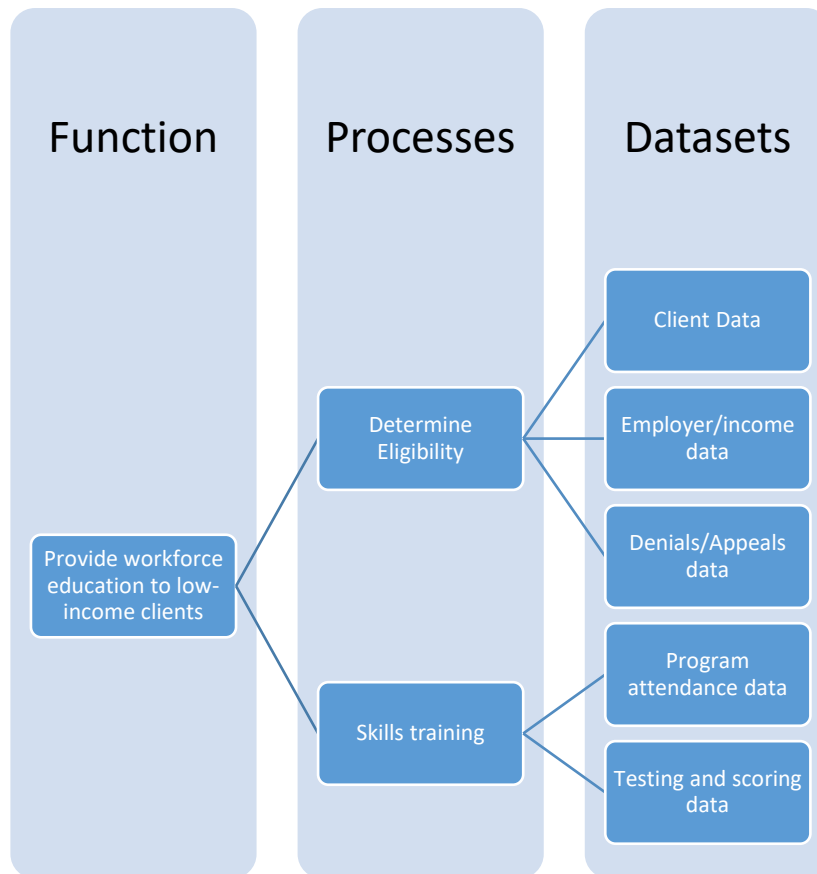 Function
Processes
Datasets
Provide workforce
education to low-
income clients
Determine
Eligibility
Skills training
Client Data
Employer/income
data
Denials/Appeals
data
Program
attendance data
Testing and scoring
data